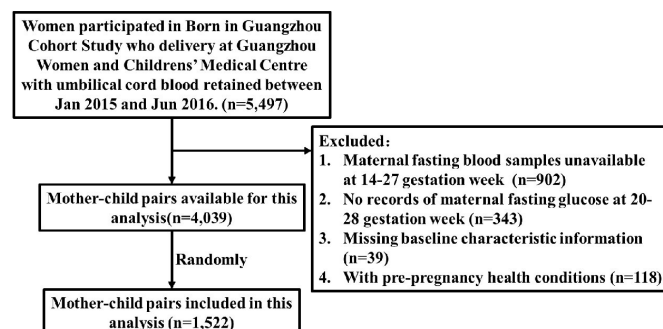 Women participated in Born in Guangzhou
Cohort Study who delivery at Guangzhou
Women and Childrens’ Medical Centre
with umbilical cord blood retained between
Jan 2015 and Jun 2016. (n=5,497)
Excluded:
1. Maternal fasting blood samples unavailable
at 14-27 gestation week (n=902)
2. No records of maternal fasting glucose at 20-
28 gestation week (n=343)
3. Missing baseline characteristic information
(n=39)
4. With pre-pregnancy health conditions (n=118)
Mother-child pairs available for this
analysis(n=4,039)
Randomly
Mother-child pairs included in this
analysis (n=1,522)